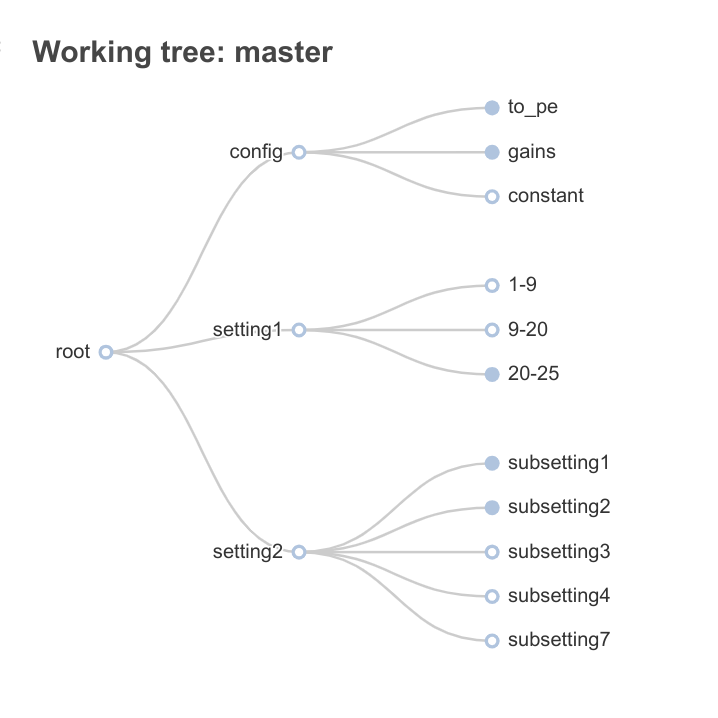 Working tree: master
to_pe
config
gains
constant
1-9
setting1
9-20
root
20-25
subsetting1
subsetting2
setting2
subsetting3
subsetting4
subsetting7